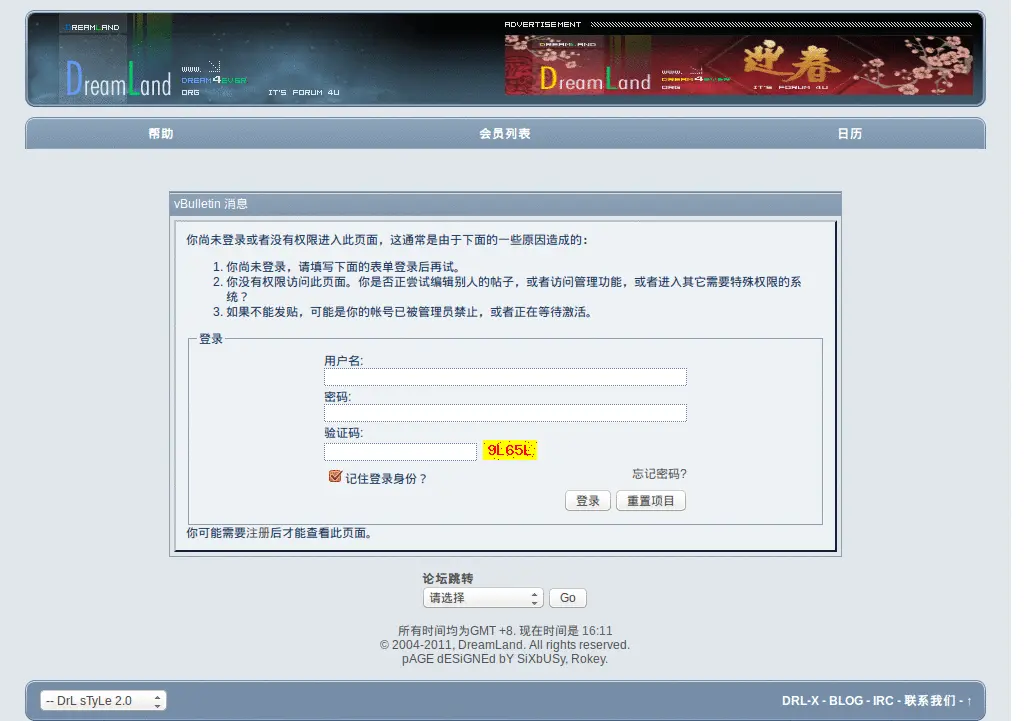 DREAMLAND
DreamLand
www.
DREAM4EVER
ORG
IT'S FORUM 4U
ADVERTISEMENT
DREAMLAND
DreamLand
www.
DREAM4EVER
ORG
IT'S FORUM 4U
迎春
帮助 会员列表 日历
vBulletin 消息
你尚未登录或者没有权限进入此页面，这通常是由于下面的一些原因造成的：
1. 你尚未登录，请填写下面的表单登录后再试。
2. 你没有权限访问此页面。你是否正尝试编辑别人的帖子，或者访问管理功能，或者进入其它需要特殊权限的系
统？
3. 如果不能发贴，可能是你的帐号已被管理员禁止，或者正在等待激活。
登录
用户名:
密码:
验证码:
9L65L
记住登录身份？ 忘记密码?
登录 重置项目
你可能需要注册后才能查看此页面。
论坛跳转
请选择 Go
所有时间均为GMT +8. 现在时间是 16:11
© 2004-2011, DreamLand. All rights reserved.
pAGE dESiGNEd bY SiXbUSy, Rokey.
-- DrL sTyLe 2.0 DRL-X - BLOG - IRC - 联系我们 - ↑